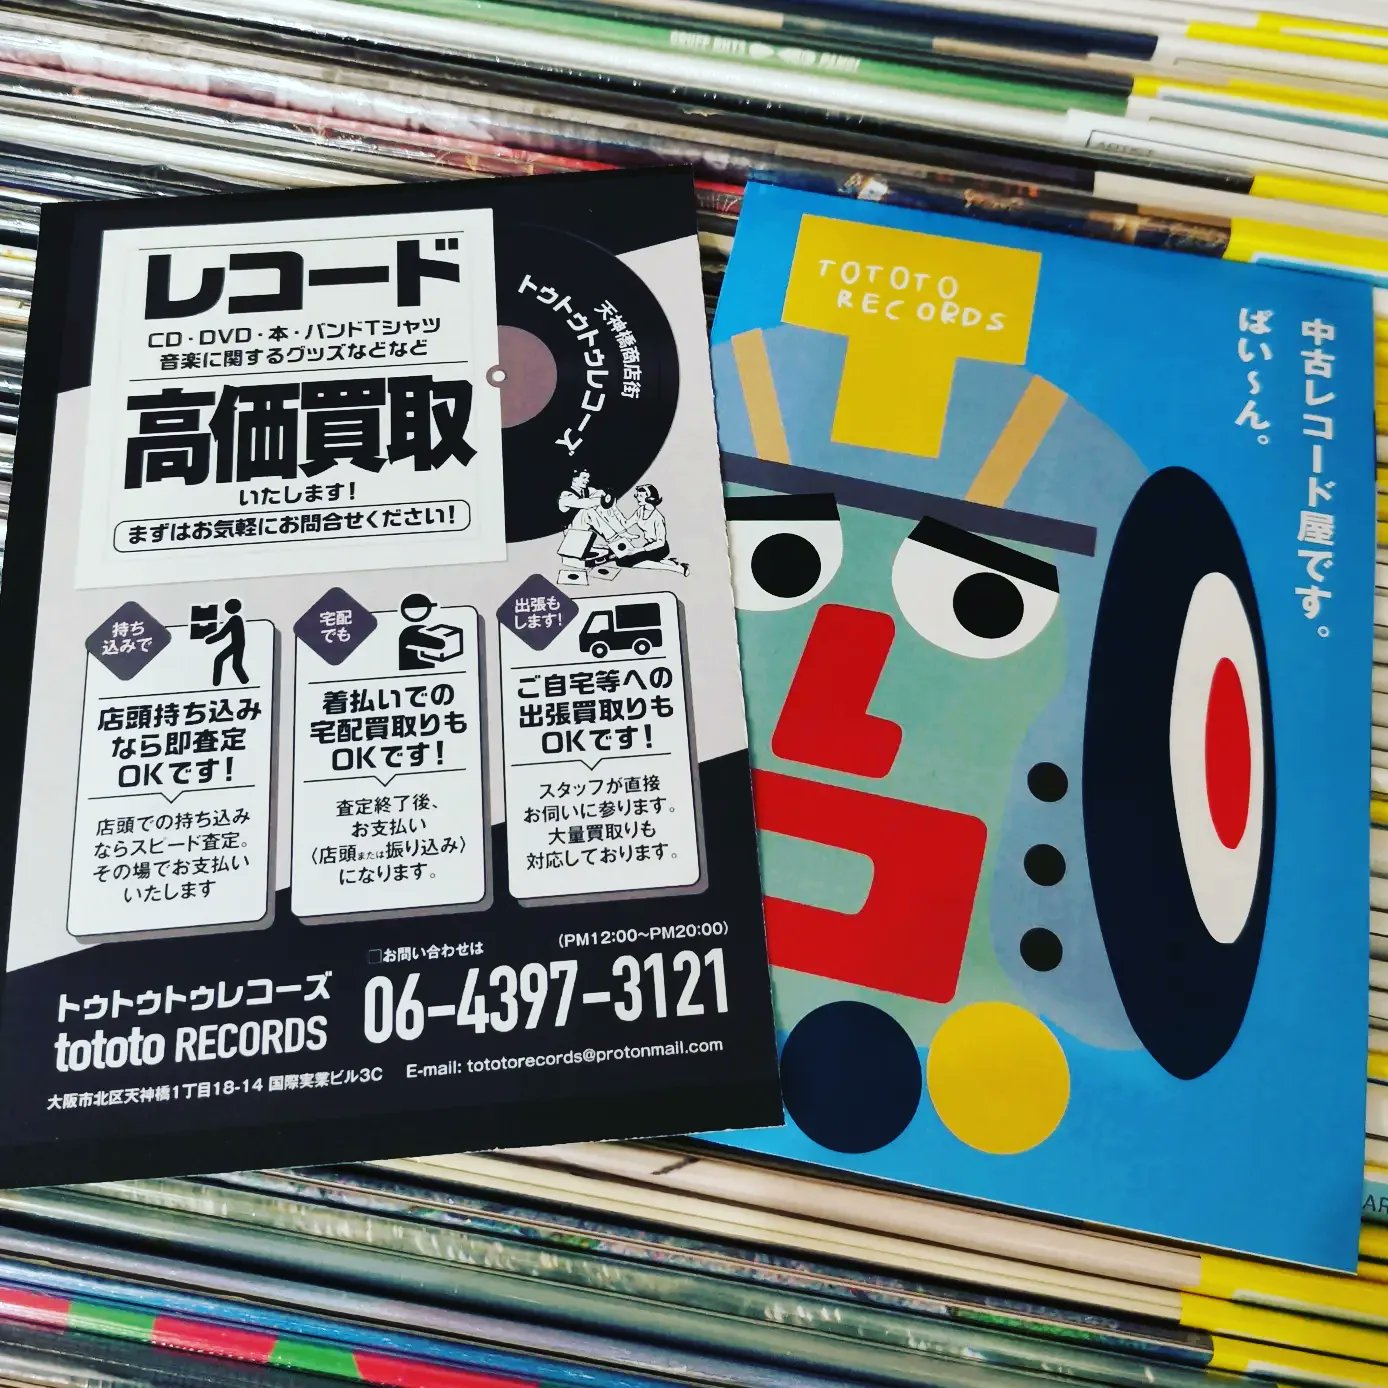 GRUFF RHYS
PANG!
ARTIST
レコード
CD・DVD・本・バンドTシャツ
音楽に関するグッズなどなど
高価買取
いたします！
まずはお気軽にお問合せください！
天神橋商店街
トゥトゥトゥレコーズ
持ち
込みで
店頭持ち込み
なら即査定
OKです！
店頭での持ち込み
ならスピード査定。
その場でお支払い
いたします
宅配
でも
着払いでの
宅配買取りも
OKです！
査定終了後、
お支払い
〈店頭または振り込み〉
になります。
出張も
します！
ご自宅等への
出張買取りも
OKです！
スタッフが直接
お伺いに参ります。
大量買取りも
対応しております。
トゥトゥトゥレコーズ
tototo RECORDS
お問い合わせは
(PM12:00〜PM20:00)
06-4397-3121
大阪市北区天神橋1丁目18-14 国際実業ビル3C
E-mail: tototorecords@protonmail.com
TOTOTO
RECORDS
中古レコード屋です。
ばい〜ん。
AR